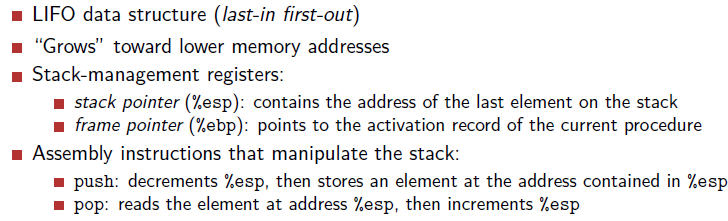 LIFO data structure (last-in first-out)
“Grows” toward lower memory addresses
Stack-management registers:
stack pointer (%esp): contains the address of the last element on the stack
frame pointer (%ebp): points to the activation record of the current procedure
Assembly instructions that manipulate the stack:
push: decrements %esp, then stores an element at the address contained in %esp
pop: reads the element at address %esp, then increments %esp